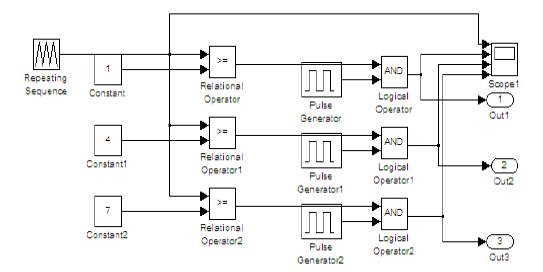 Repeating
Sequence
1
Constant
>=
Relational
Operator
Pulse
Generator
AND
Logical
Operator
Scope1
1
Out1
4
Constant1
>=
Relational
Operator1
Pulse
Generator1
AND
Logical
Operator1
2
Out2
7
Constant2
>=
Relational
Operator2
Pulse
Generator2
AND
Logical
Operator2
3
Out3